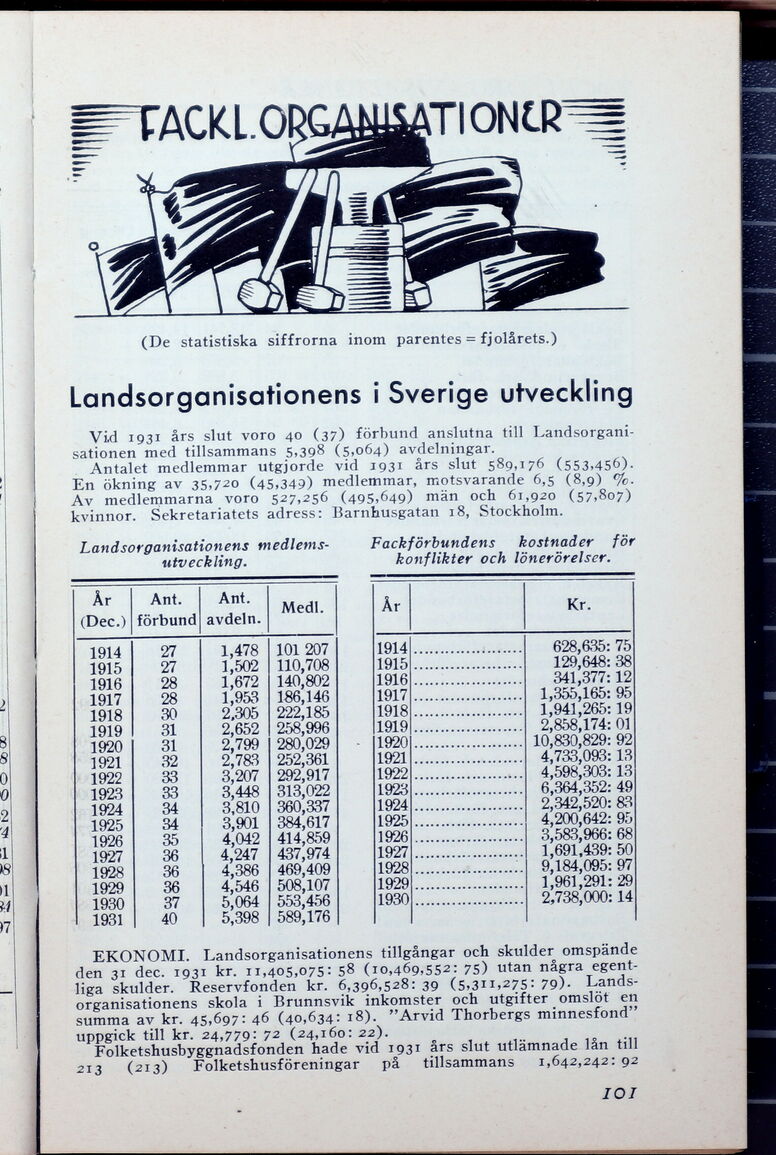 FACKL. ORGANISATIONER
(De statistiska siffrorna inom parentes = fjolårets.)
Landsorganisationens i Sverige utveckling
Vid 1931 års slut voro 40 (37) förbund anslutna till Landsorgani-
sationen med tillsammans 5,398 (5,064) avdelningar.
Antalet medlemmar utgjorde vid 1931 års slut 589,176 (553,456).
En ökning av 35,720 (45,349) medlemmar, motsvarande 6,5 (8,9) %.
Av medlemmarna voro 527,256 (495,649) män och 61,920 (57,807)
kvinnor. Sekretariatets adress: Barnhusgatan 18, Stockholm.
Landsorganisationens medlems-
utveckling.
År (Dec.) Ant. förbund Ant. avdeln. Medl.
1914 27 1,478 101 207
1915 27 1,502 110,708
1916 28 1,672 140,802
1917 28 1,953 186,146
1918 30 2,305 222,185
1919 31 2,652 258,996
1920 31 2,799 280,029
1921 32 2,783 252,361
1922 33 3,207 292,917
1923 33 3,448 313,022
1924 34 3,810 360,337
1925 34 3,901 384,617
1926 35 4,042 414,859
1927 36 4,247 437,974
1928 36 4,386 469,409
1929 36 4,546 508,107
1930 37 5,064 553,456
1931 40 5,398 589,176
Fackförbundens kostnader för
konflikter och lönerörelser.
År Kr.
1914 628,635: 75
1915 129,648: 38
1916 341,377: 12
1917 1,355,165: 95
1918 1,941,265: 19
1919 2,858,174: 01
1920 10,830,829: 92
1921 4,733,093: 13
1922 4,598,303: 13
1923 6,364,352: 49
1924 2,342,520: 83
1925 4,200,642: 95
1926 3,583,966: 68
1927 1,691,439: 50
1928 9,184,095: 97
1929 1,961,291: 29
1930 2,738,000: 14
EKONOMI. Landsorganisationens tillgångar och skulder omspände
den 31 dec. 1931 kr. 11,405,075: 58 (10,469,552: 75) utan några egent-
liga skulder. Reservfonden kr. 6,396,528: 39 (5,311,275: 79). Lands-
organisationens skola i Brunnsvik inkomster och utgifter omslöt en
summa av kr. 45,697: 46 (40,634: 18). "Arvid Thorbergs minnesfond"
uppgick till kr. 24,779: 72 (24,160: 22).
Folketshusbyggnadsfonden hade vid 1931 års slut utlämnade lån till
213 (213) Folketshusföreningar på tillsammans 1,642,242: 92
101